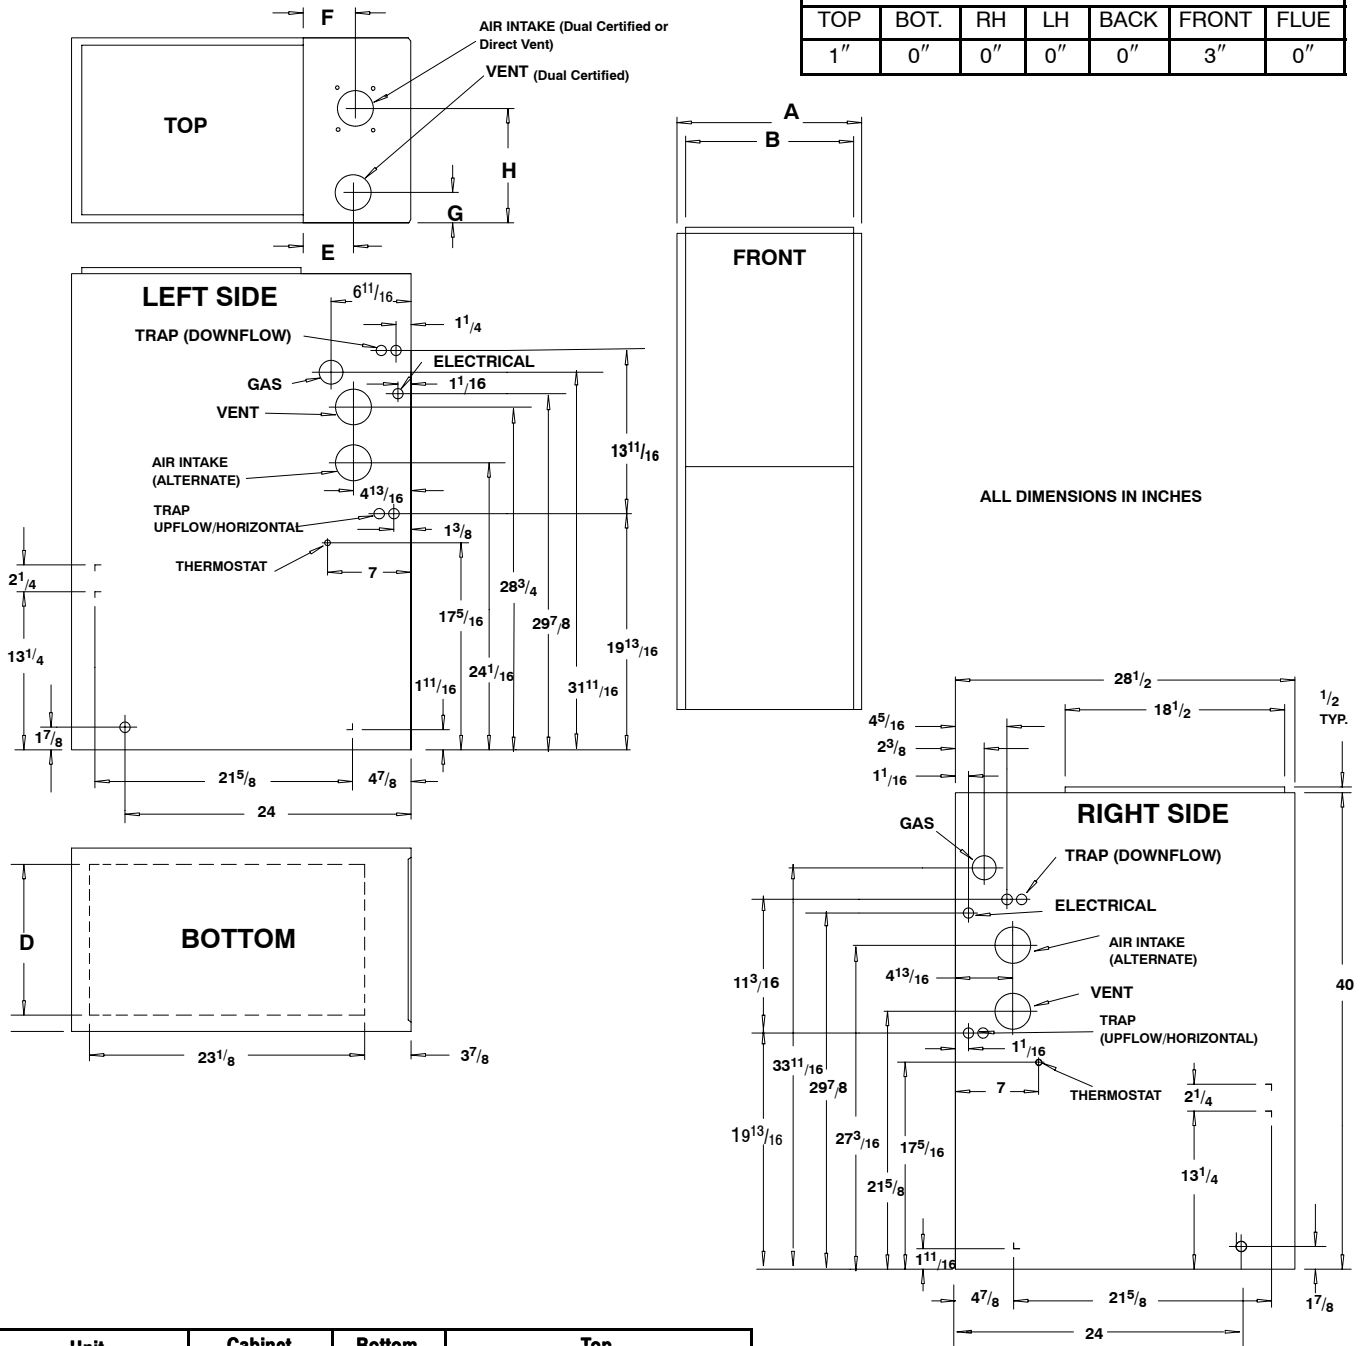 TOP BOT. RH LH BACK FRONT FLUE
1" 0" 0" 0" 0" 3" 0"
F
AIR INTAKE (Dual Certified or
Direct Vent)
VENT (Dual Certified)
TOP
H
G
E
A
B
FRONT
LEFT SIDE
6 11/16
1 1/4
TRAP (DOWNFLOW)
ELECTRICAL
GAS
1 1/16
VENT
13 11/16
AIR INTAKE
(ALTERNATE)
4 13/16
TRAP
UPFLOW/HORIZONTAL
1 3/8
THERMOSTAT
7
2 1/4
28 3/4
17 5/16
29 7/8
19 13/16
13 1/4
24 1/16
1 11/16
31 11/16
1 7/8
21 5/8
4 7/8
24
ALL DIMENSIONS IN INCHES
BOTTOM
D
23 1/8
3 7/8
28 1/2
1/2
TYP.
18 1/2
4 5/16
2 3/8
1 1/16
RIGHT SIDE
GAS
TRAP (DOWNFLOW)
ELECTRICAL
AIR INTAKE
(ALTERNATE)
4 13/16
11 3/16
40
VENT
TRAP
(UPFLOW/HORIZONTAL)
1 1/16
33 11/16
29 7/8
7
THERMOSTAT
2 1/4
19 13/16
27 3/16
17 5/16
13 1/4
21 5/8
1 11/16
4 7/8
21 5/8
1 7/8
24
Unit Cabinet Bottom Top